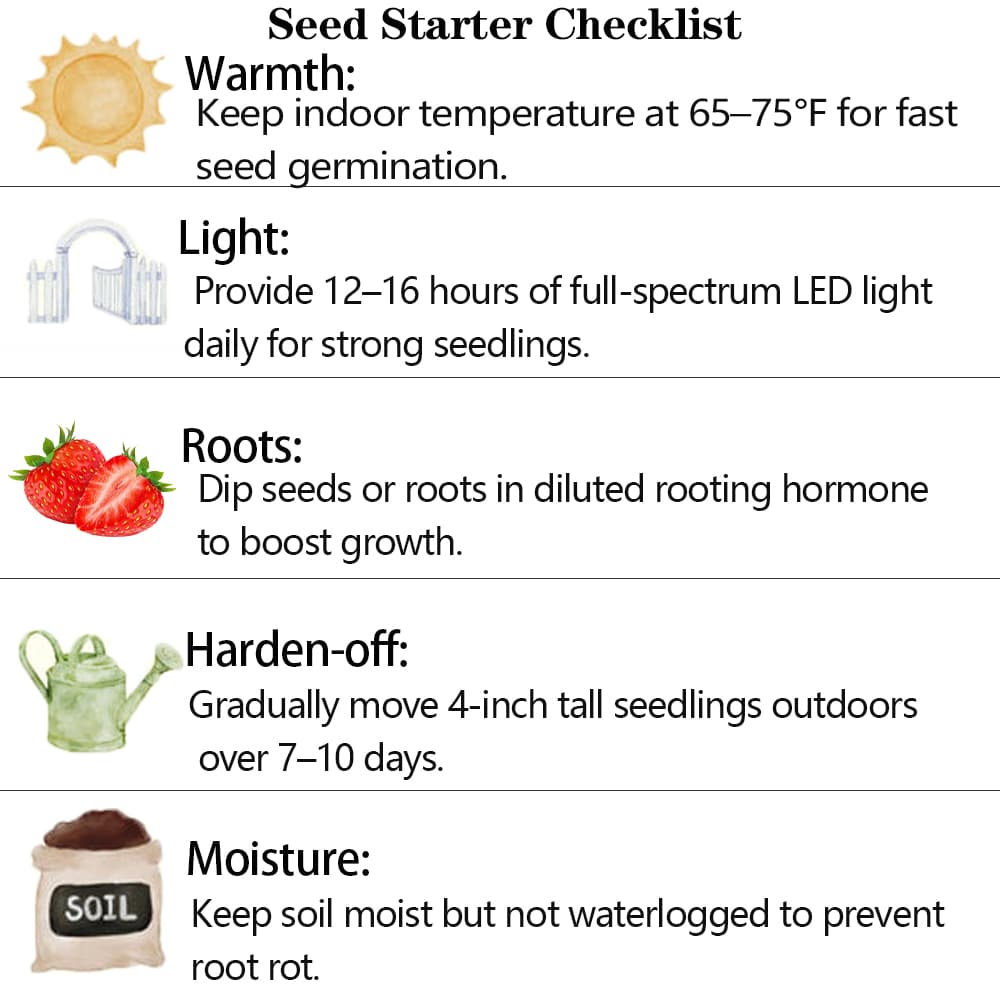 Seed Starter Checklist
Warmth:
Keep indoor temperature at 65–75°F for fast
seed germination.
Light:
Provide 12–16 hours of full-spectrum LED light
daily for strong seedlings.
Roots:
Dip seeds or roots in diluted rooting hormone
to boost growth.
Harden-off:
Gradually move 4-inch tall seedlings outdoors
over 7–10 days.
SOIL
Moisture:
Keep soil moist but not waterlogged to prevent
root rot.